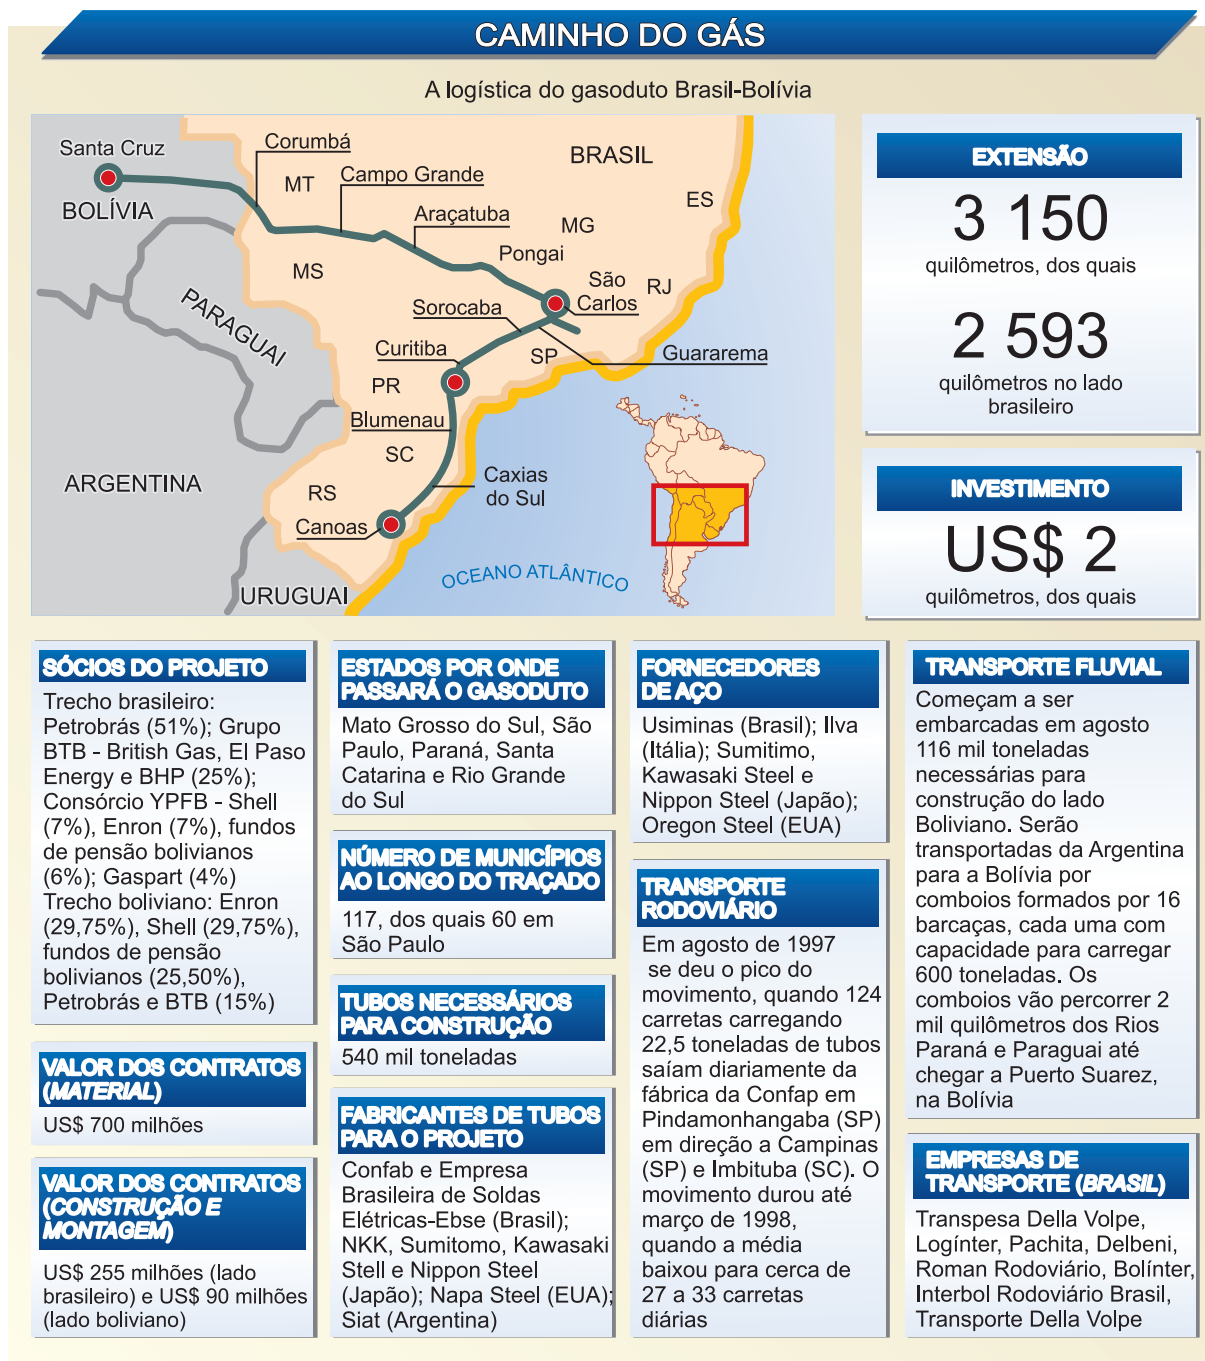 CAMINHO DO GÁS
A logística do gasoduto Brasil-Bolívia
Santa Cruz
BOLÍVIA
Corumbá
MT
Campo Grande
BRASIL
ES
Araçatuba
MG
Pongai
MS
São
Carlos
RJ
PARAGUAI
Sorocaba
Curitiba
SP
Guararema
PR
Blumenau
SC
ARGENTINA
RS
Caxias
do Sul
Canoas
OCEANO ATLÂNTICO
URUGUAI
EXTENSÃO
3 150
quilômetros, dos quais
2 593
quilômetros no lado
brasileiro
INVESTIMENTO
US$ 2
quilômetros, dos quais
SÓCIOS DO PROJETO
Trecho brasileiro:
Petrobrás (51%); Grupo
BTB - British Gas, El Paso
Energy e BHP (25%);
Consórcio YPFB - Shell
(7%), Enron (7%), fundos
de pensão bolivianos
(6%); Gaspart (4%)
Trecho boliviano: Enron
(29,75%), Shell (29,75%),
fundos de pensão
bolivianos (25,50%),
Petrobrás e BTB (15%)
VALOR DOS CONTRATOS
(MATERIAL)
US$ 700 milhões
VALOR DOS CONTRATOS
(CONSTRUÇÃO E
MONTAGEM)
US$ 255 milhões (lado
brasileiro) e US$ 90 milhões
(lado boliviano)
ESTADOS POR ONDE
PASSARÁ O GASODUTO
Mato Grosso do Sul, São
Paulo, Paraná, Santa
Catarina e Rio Grande
do Sul
NÚMERO DE MUNICÍPIOS
AO LONGO DO TRAÇADO
117, dos quais 60 em
São Paulo
TUBOS NECESSÁRIOS
PARA CONSTRUÇÃO
540 mil toneladas
FABRICANTES DE TUBOS
PARA O PROJETO
Confab e Empresa
Brasileira de Soldas
Elétricas-Ebse (Brasil);
NKK, Sumitomo, Kawasaki
Stell e Nippon Steel
(Japão); Napa Steel (EUA);
Siat (Argentina)
FORNECEDORES
DE AÇO
Usiminas (Brasil); Ilva
(Itália); Sumitimo,
Kawasaki Steel e
Nippon Steel (Japão);
Oregon Steel (EUA)
TRANSPORTE
RODOVIÁRIO
Em agosto de 1997
se deu o pico do
movimento, quando 124
carretas carregando
22,5 toneladas de tubos
saíam diariamente da
fábrica da Confap em
Pindamonhangaba (SP)
em direção a Campinas
(SP) e Imbituba (SC). O
movimento durou até
março de 1998,
quando a média
baixou para cerca de
27 a 33 carretas
diárias
TRANSPORTE FLUVIAL
Começam a ser
embarcadas em agosto
116 mil toneladas
necessárias para
construção do lado
Boliviano. Serão
transportadas da Argentina
para a Bolívia por
comboios formados por 16
barcaças, cada uma com
capacidade para carregar
600 toneladas. Os
comboios vão percorrer 2
mil quilômetros dos Rios
Paraná e Paraguai até
chegar a Puerto Suarez,
na Bolívia
EMPRESAS DE
TRANSPORTE (BRASIL)
Transpesa Della Volpe,
Logínter, Pachita, Delbeni,
Roman Rodoviário, Bolínter,
Interbol Rodoviário Brasil,
Transporte Della Volpe